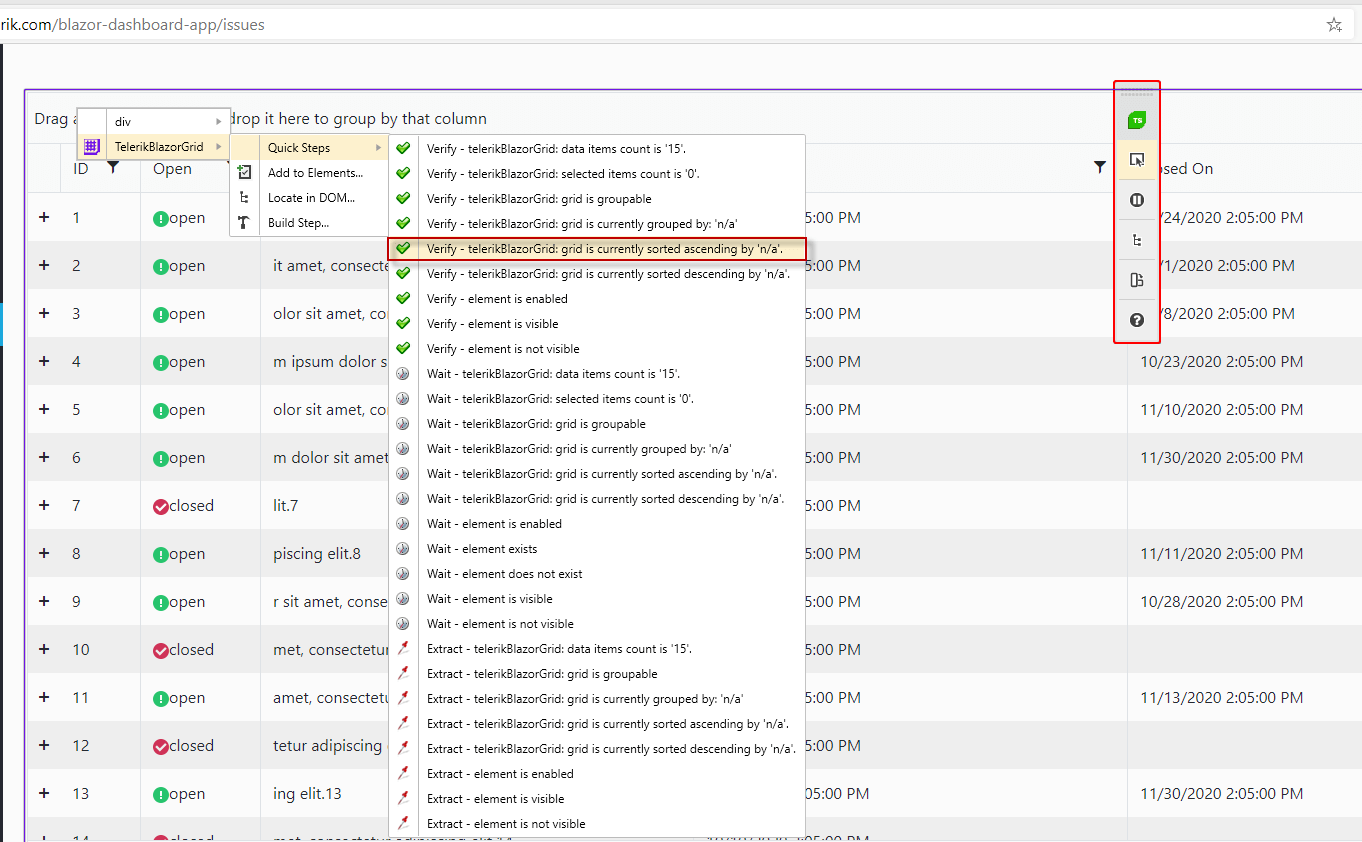 rik.com/blazor-dashboard-app/issues
Drag a drop it here to group by that column
div
TelerikBlazorGrid
Quick Steps
Add to Elements...
Locate in DOM...
Build Step...
Verify - telerikBlazorGrid: data items count is '15'.
Verify - telerikBlazorGrid: selected items count is '0'.
Verify - telerikBlazorGrid: grid is groupable
Verify - telerikBlazorGrid: grid is currently grouped by: 'n/a'
Verify - telerikBlazorGrid: grid is currently sorted ascending by 'n/a'.
Verify - telerikBlazorGrid: grid is currently sorted descending by 'n/a'.
Verify - element is enabled
Verify - element is visible
Verify - element is not visible
Wait - telerikBlazorGrid: data items count is '15'.
Wait - telerikBlazorGrid: selected items count is '0'.
Wait - telerikBlazorGrid: grid is groupable
Wait - telerikBlazorGrid: grid is currently grouped by: 'n/a'
Wait - telerikBlazorGrid: grid is currently sorted ascending by 'n/a'.
Wait - telerikBlazorGrid: grid is currently sorted descending by 'n/a'.
Wait - element is enabled
Wait - element exists
Wait - element does not exist
Wait - element is visible
Wait - element is not visible
Extract - telerikBlazorGrid: data items count is '15'.
Extract - telerikBlazorGrid: grid is groupable
Extract - telerikBlazorGrid: grid is currently grouped by: 'n/a'
Extract - telerikBlazorGrid: grid is currently sorted ascending by 'n/a'.
Extract - telerikBlazorGrid: grid is currently sorted descending by 'n/a'.
Extract - element is enabled
Extract - element is visible
Extract - element is not visible
TS
ID Open sed On
1 open 5:00 PM /24/2020 2:05:00 PM
2 open it amet, consecte 5:00 PM /1/2020 2:05:00 PM
3 open olor sit amet, co 5:00 PM /8/2020 2:05:00 PM
4 open m ipsum dolor s 5:00 PM 10/23/2020 2:05:00 PM
5 open olor sit amet, co 5:00 PM 11/10/2020 2:05:00 PM
6 open m dolor sit amet 5:00 PM 11/30/2020 2:05:00 PM
7 closed lit.7 5:00 PM
8 open piscing elit.8 5:00 PM 11/11/2020 2:05:00 PM
9 open r sit amet, conse 5:00 PM 10/28/2020 2:05:00 PM
10 closed met, consectetur 5:00 PM
11 open amet, consectetu 5:00 PM 11/13/2020 2:05:00 PM
12 closed tetur adipiscing 5:00 PM
13 open ing elit.13 05:00 PM 11/30/2020 2:05:00 PM
14 closed